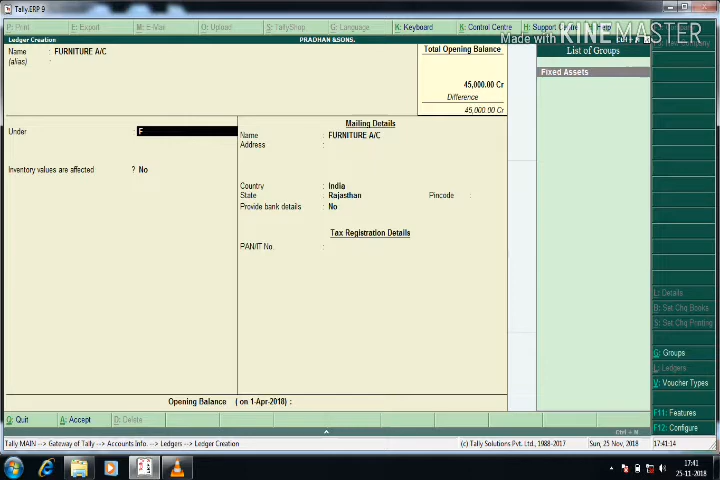 Tally.ERP 9
P: Print E: Export M: E-Mail O: Upload S: TallyShop G: Language K: Keyboard K: Control Centre H: Support Centre H: Help
Made with KINEMASTER
Ledger Creation PRADHAN &SONS. Ctrl + M
Name : FURNITURE A/C
(alias) :
Total Opening Balance
45,000.00 Cr
Difference
45,000.00 Cr
List of Groups
Fixed Assets
Under : F
Inventory values are affected ? No
Mailing Details
Name : FURNITURE A/C
Address :
Country : India
State : Rajasthan Pincode :
Provide bank details : No
Tax Registration Details
PAN/IT No. :
Opening Balance ( on 1-Apr-2018) :
L: Details
B: Set Chq Books
S: Set Chq Printing
G: Groups
L: Ledgers
V: Voucher Types
F11: Features
F12: Configure
Q: Quit A: Accept D: Delete
Ctrl + N
Tally MAIN --> Gateway of Tally --> Accounts Info. --> Ledgers --> Ledger Creation (c) Tally Solutions Pvt. Ltd., 1988-2017 Sun, 25 Nov, 2018 17:41:14
17:41
25-11-2018